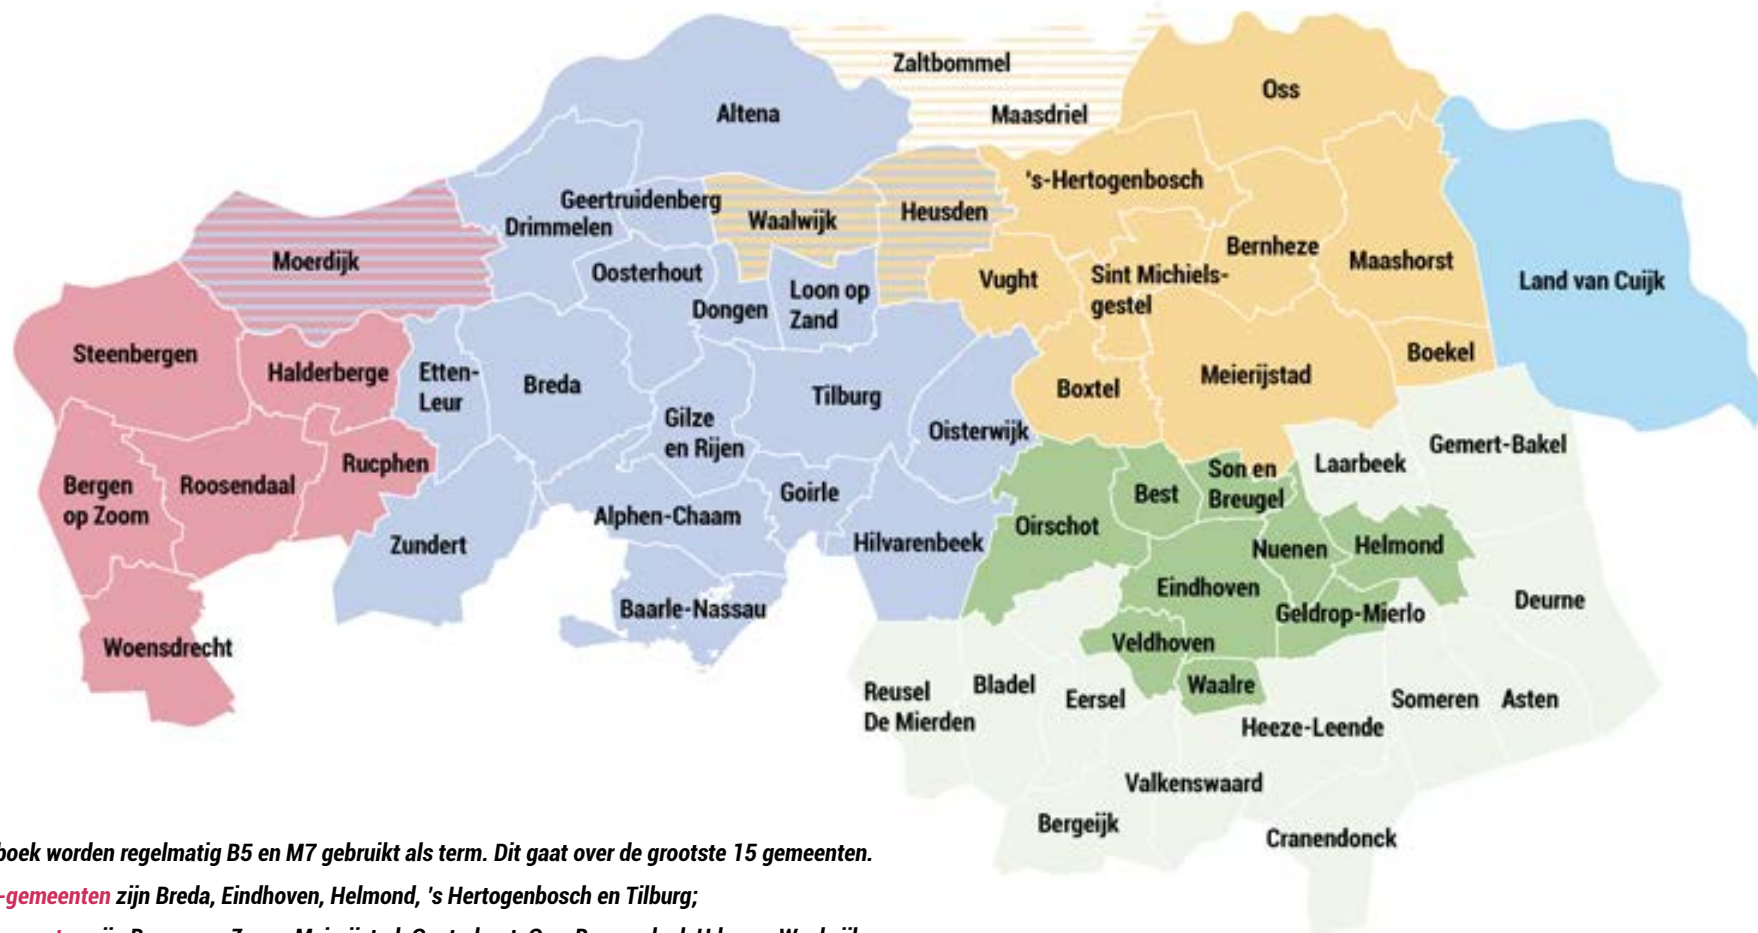 Zaltbommel
Oss
Altena
Maasdriel
's-Hertogenbosch
Geertruidenberg
Waalwijk
Heusden
Drimmelen
Bernheze
Moerdijk
Maashorst
Oosterhout
Vught
Sint Michiels-
gestel
Land van Cuijk
Loon op
Zand
Dongen
Steenbergen
Halderberge
Etten-
Leur
Breda
Tilburg
Boxtel
Meierijstad
Boekel
Gilze
en Rijen
Oisterwijk
Gemert-Bakel
Laarbeek
Rucphen
Bergen
op Zoom
Roosendaal
Goirle
Best
Son en
Breugel
Alphen-Chaam
Oirschot
Zundert
Hilvarenbeek
Nuenen
Helmond
Eindhoven
Baarle-Nassau
Geldrop-Mierlo
Deurne
Woensdrecht
Veldhoven
Reusel
De Mierden
Bladel
Eersel
Waalre
Someren
Asten
Heeze-Leende
Valkenswaard
Bergeijk
Cranendonck
boek worden regelmatig B5 en M7 gebruikt als term. Dit gaat over de grootste 15 gemeenten.
-gemeenten zijn Breda, Eindhoven, Helmond, 's Hertogenbosch en Tilburg;